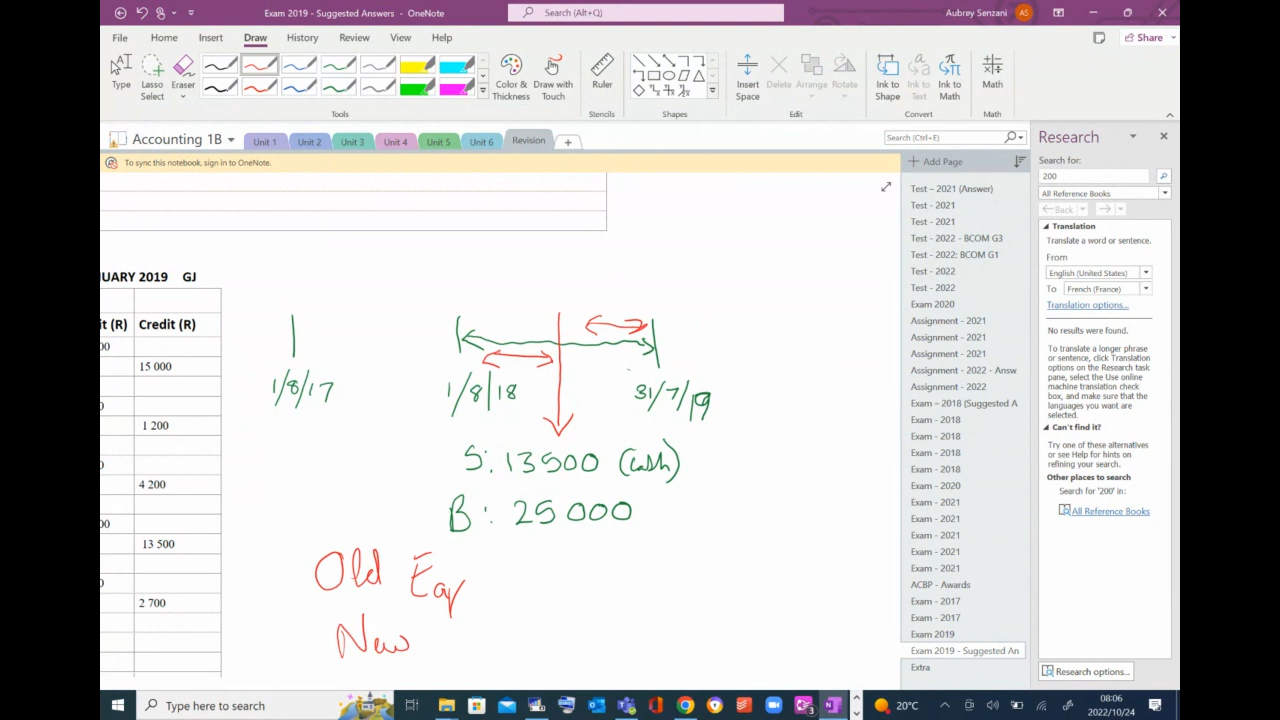 Exam 2019 - Suggested Answers - OneNote
Search (Alt+Q)
Aubrey Senzani
AS
File Home Insert Draw History Review View Help
Share
Type
Lasso Select
Eraser
Color & Thickness
Draw with Touch
Ruler
Insert Space
Delete
Arrange
Rotate
Ink to Shape
Ink to Text
Ink to Math
Math
Tools
Stencils
Shapes
Edit
Convert
Math
Accounting 1B
Unit 1
Unit 2
Unit 3
Unit 4
Unit 5
Unit 6
Revision
Search (Ctrl+E)
To sync this notebook, sign in to OneNote.
NUARY 2019 GJ
it (R) Credit (R)
00
15 000
1 200
4 200
13 500
2 700
1/8/17
1/8/18
31/7/19
S: 13500 (Cash)
B: 25000
Old Eqp
New
Add Page
Test – 2021 (Answer)
Test - 2021
Test - 2021
Test - 2022 - BCOM G3
Test - 2022: BCOM G1
Test - 2022
Test - 2022
Exam 2020
Assignment - 2021
Assignment - 2021
Assignment - 2021
Assignment - 2022 - Answ
Assignment - 2022
Exam – 2018 (Suggested A
Exam - 2018
Exam - 2018
Exam - 2018
Exam - 2018
Exam - 2020
Exam - 2021
Exam - 2021
Exam - 2021
Exam - 2021
Exam - 2021
ACBP - Awards
Exam - 2017
Exam - 2017
Exam 2019
Exam 2019 - Suggested An
Extra
Research
Search for:
200
All Reference Books
Back
Translation
Translate a word or sentence.
From
English (United States)
To French (France)
Translation options...
No results were found.
To translate a longer phrase or sentence, click Translation options on the Research task pane, select the Use online machine translation check box, and make sure that the languages you want are selected.
Can't find it?
Try one of these alternatives or see Help for hints on refining your search.
Other places to search
Search for '200' in:
All Reference Books
Research options...
Type here to search
20°C
08:06
2022/10/24